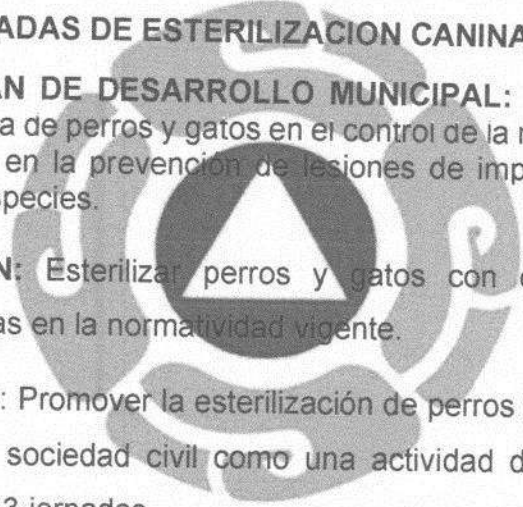 ADAS DE ESTERILIZACION CANINA
AN DE DESARROLLO MUNICIPAL:
a de perros y gatos en el control de la
en la prevención de lesiones de imp
species.
N: Esterilizar perros y gatos con
as en la normatividad vigente.
: Promover la esterilización de perros
sociedad civil como una actividad d
3 jornadas